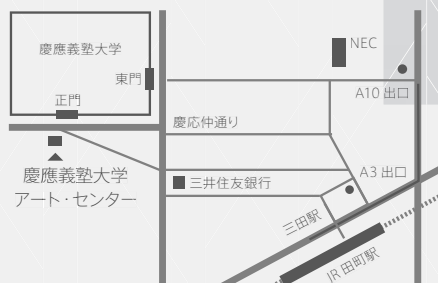 慶應義塾大学
NEC
東門
正門
A10 出口
慶応仲通り
慶應義塾大学
アート・センター
三井住友銀行
A3 出口
三田駅
JR 田町駅